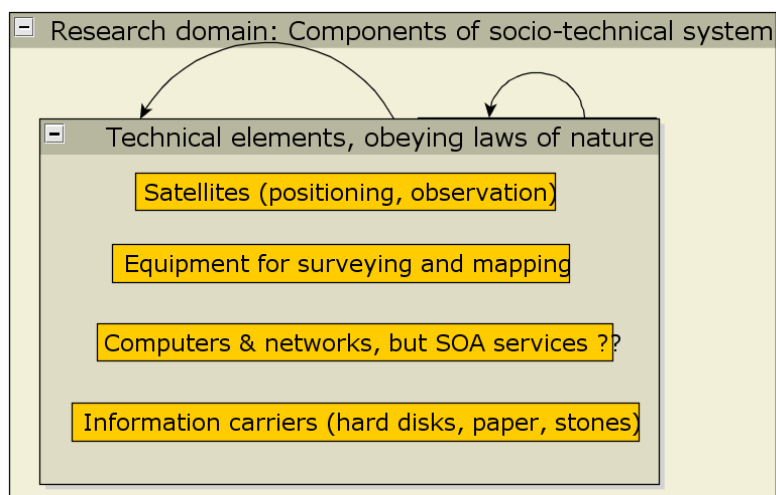 Research domain: Components of socio-technical system
Technical elements, obeying laws of nature
Satellites (positioning, observation)
Equipment for surveying and mapping
Computers & networks, but SOA services ??
Information carriers (hard disks, paper, stones)